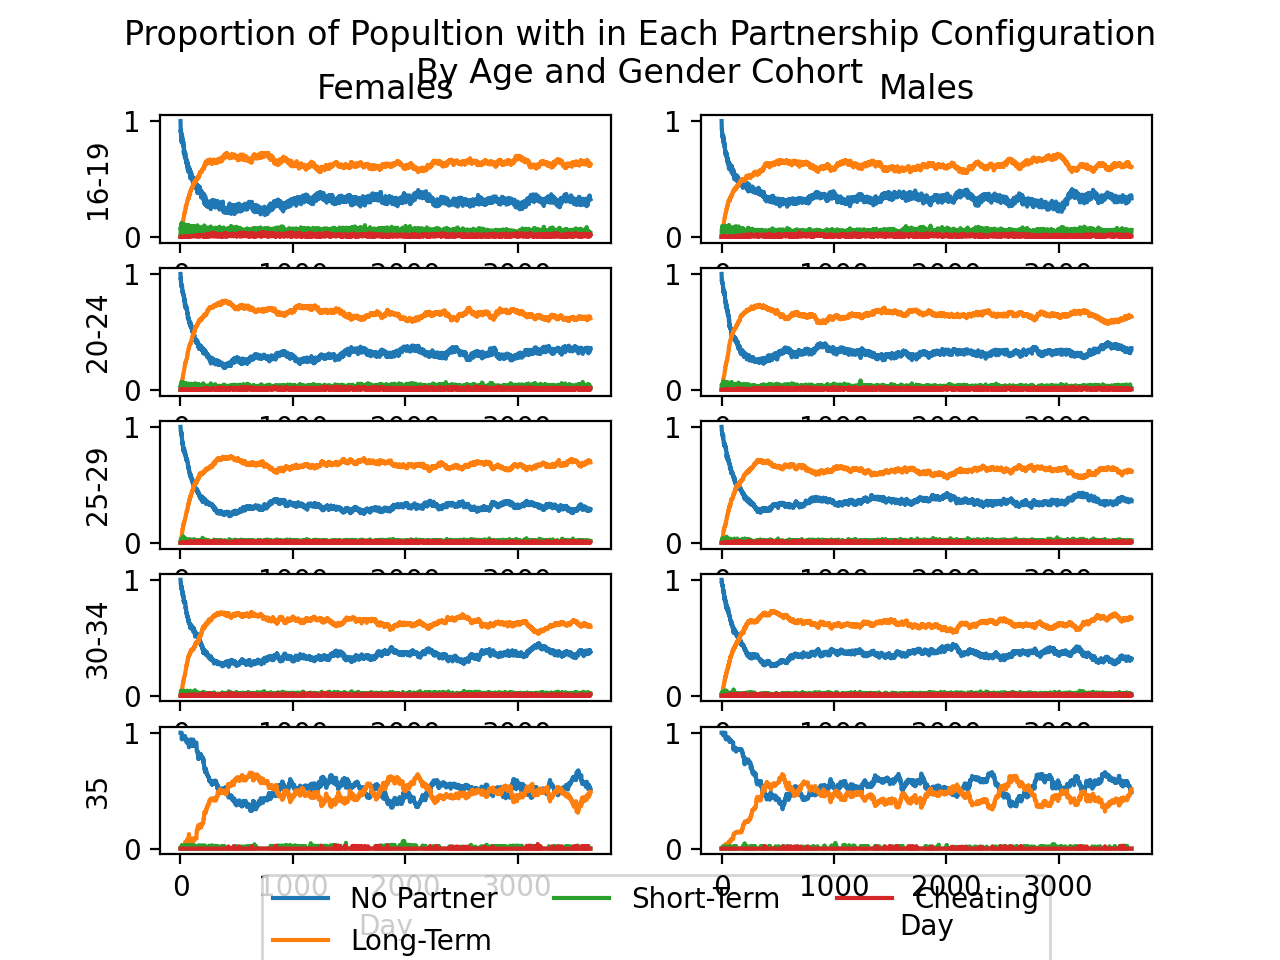 Proportion of Popultion with in Each Partnership Configuration
By Age and Gender Cohort
Females Males
1 1
16-19
0 0
1 1
20-24
0 0
1 1
25-29
0 0
1 1
30-34
0 0
1 1
35
0 0
0 1000 2000 3000 0 1000 2000 3000
No Partner Short-Term Cheating
Day Day
Long-Term